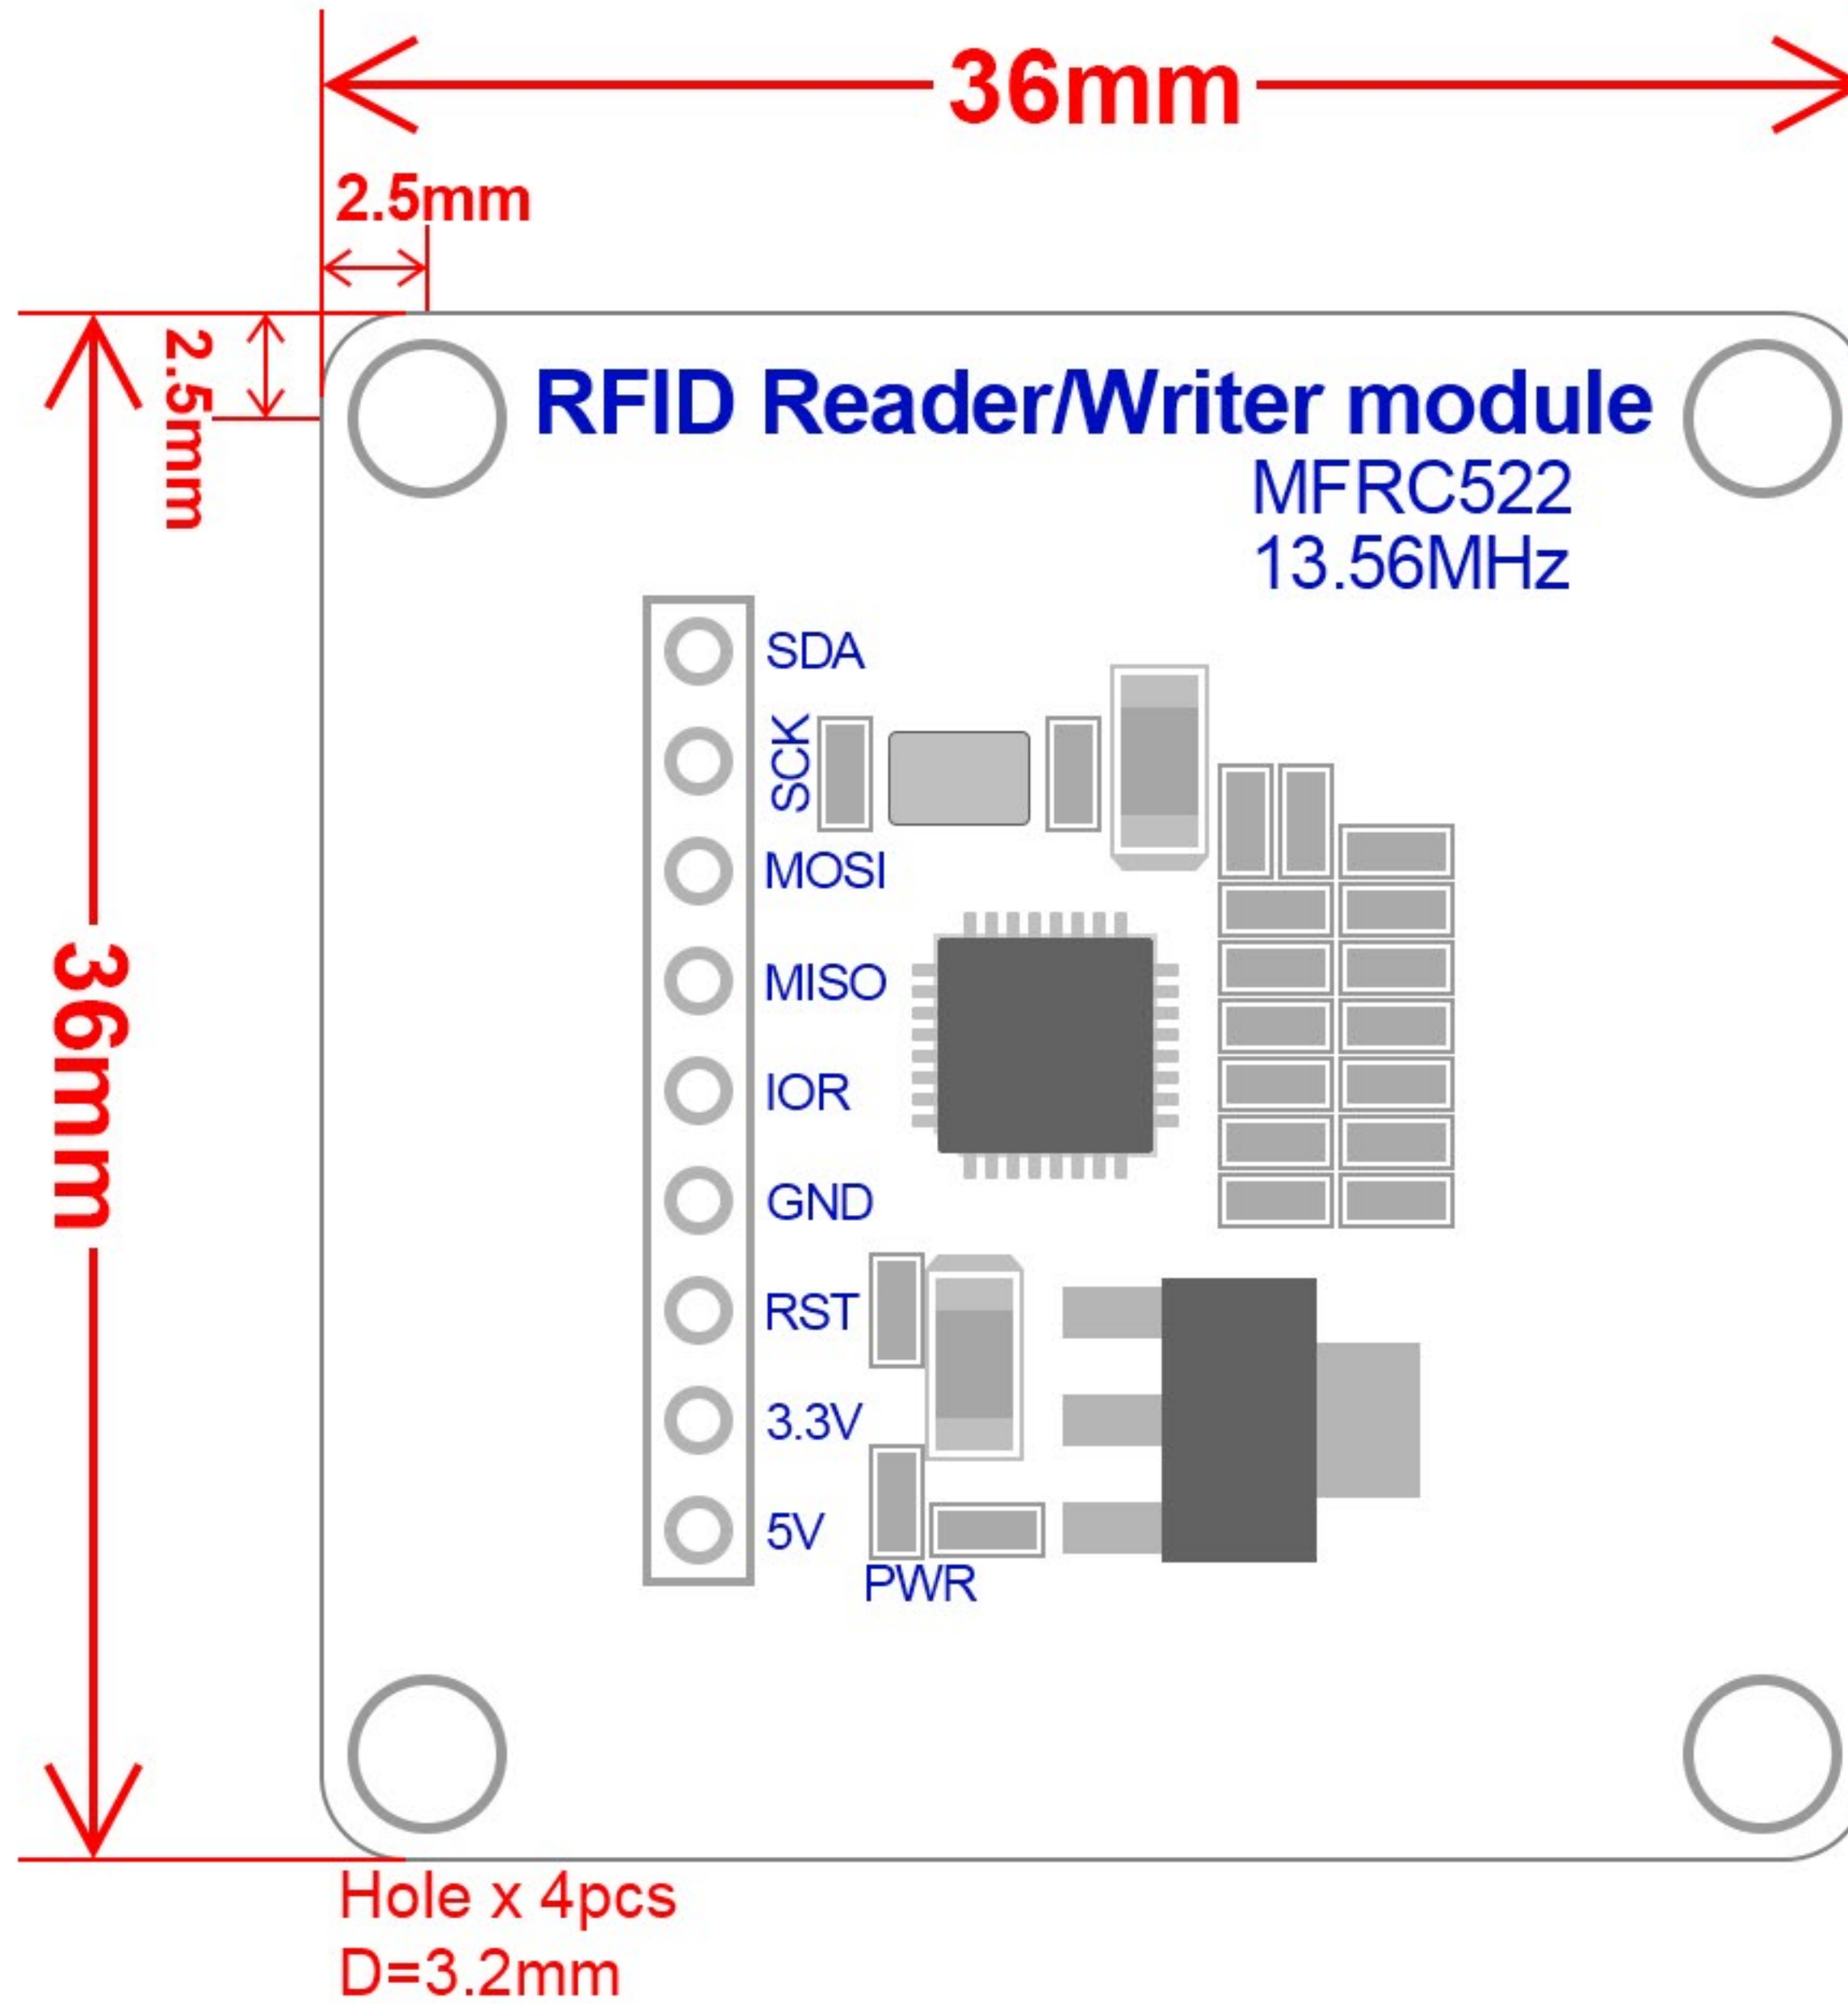 36mm
2.5mm
2.5mm
RFID Reader/Writer module
MFRC522
13.56MHz
SDA
SCK
MOSI
MISO
36mm
IOR
GND
RST
3.3V
5V
PWR
Hole x 4pcs
D=3.2mm